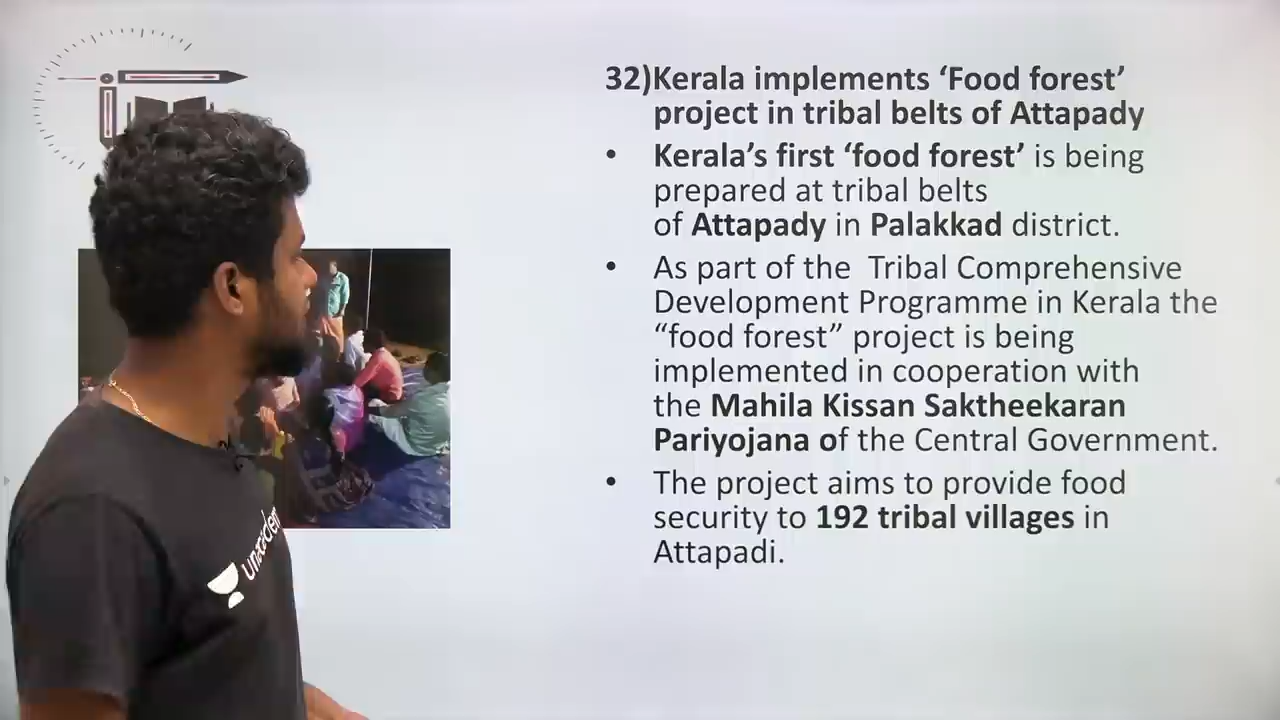 32)Kerala implements ‘Food forest’
project in tribal belts of Attapady
• Kerala’s first ‘food forest’ is being
prepared at tribal belts
of Attapady in Palakkad district.
• As part of the Tribal Comprehensive
Development Programme in Kerala the
“food forest” project is being
implemented in cooperation with
the Mahila Kissan Saktheekaran
Pariyojana of the Central Government.
• The project aims to provide food
security to 192 tribal villages in
Attapadi.